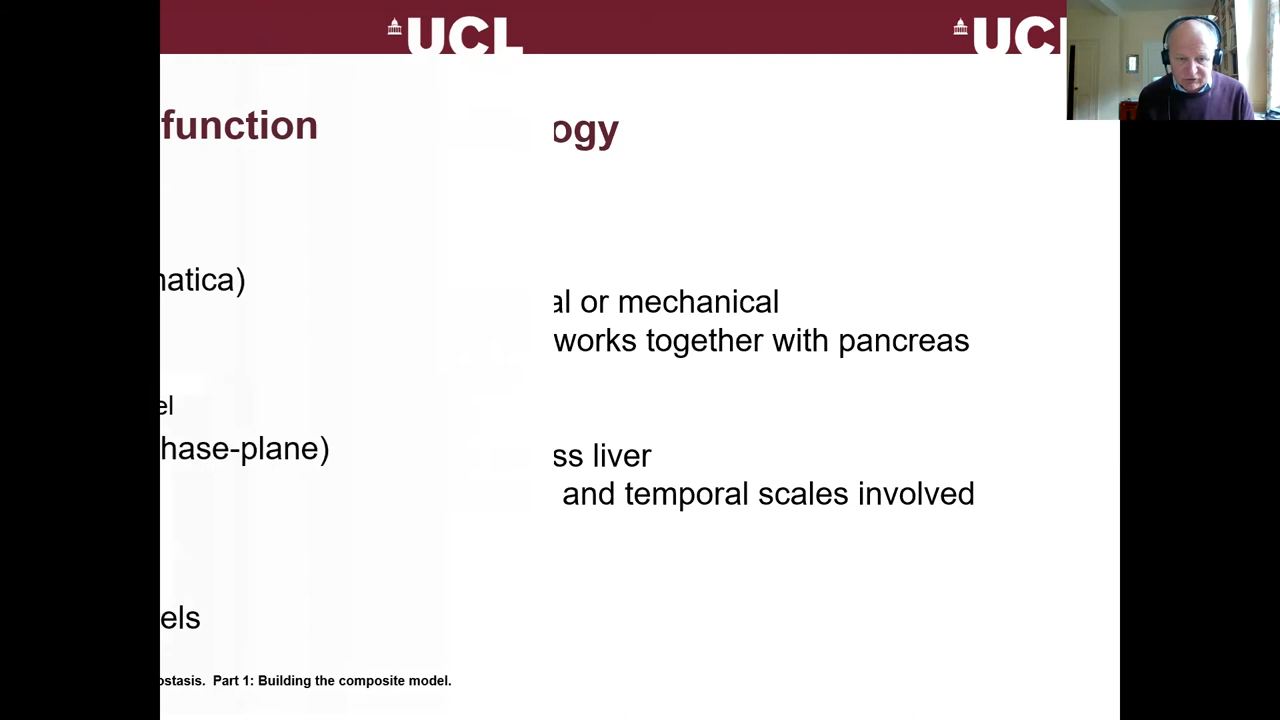 UCL
function
matica)
el
hase-plane)
els
ostasis. Part 1: Building the composite model.
UCL
ogy
al or mechanical
works together with pancreas
ss liver
and temporal scales involved